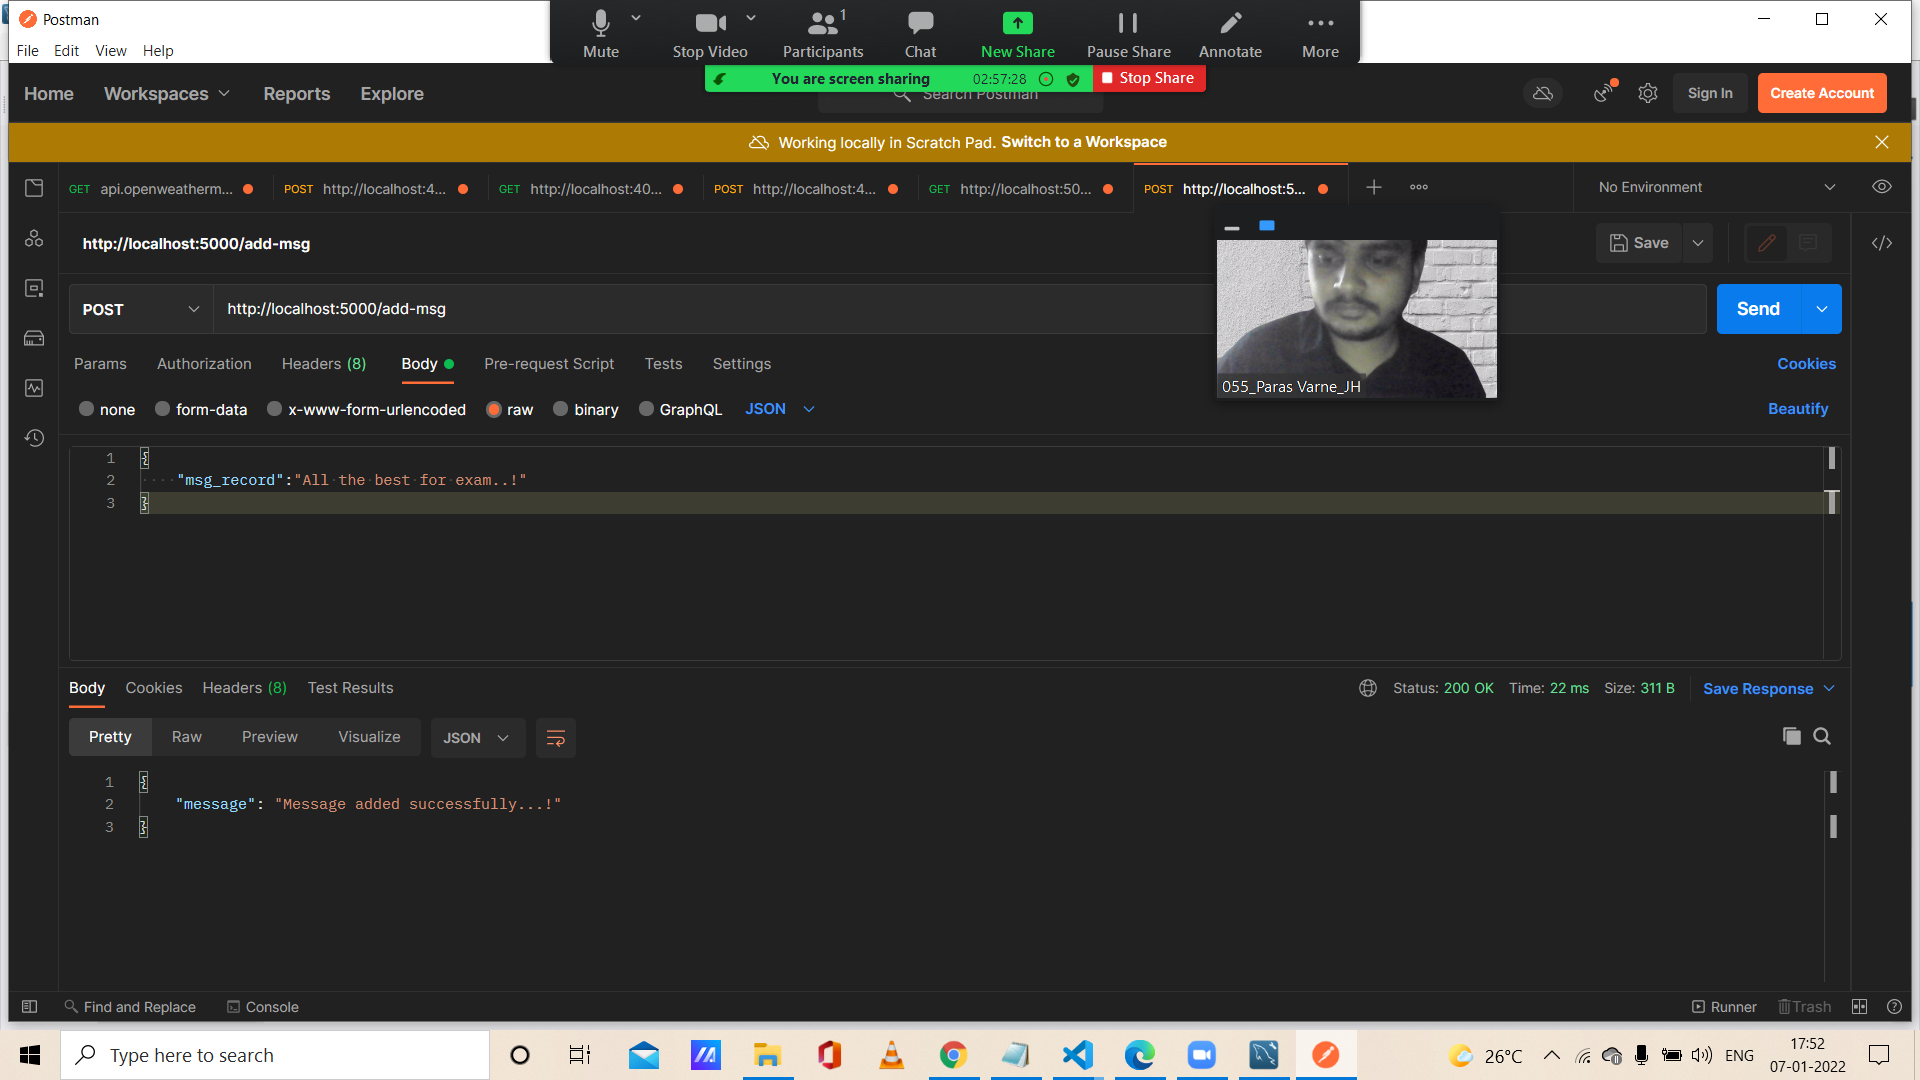 Postman
File Edit View Help
Mute Stop Video Participants 1 Chat New Share Pause Share Annotate More
You are screen sharing 02:57:28 Stop Share
Home Workspaces Reports Explore Search Postman Sign In Create Account
Working locally in Scratch Pad. Switch to a Workspace
GET api.openweatherm... POST http://localhost:4... GET http://localhost:40... POST http://localhost:4... GET http://localhost:50... POST http://localhost:5... No Environment
http://localhost:5000/add-msg Save
POST http://localhost:5000/add-msg Send
Params Authorization Headers (8) Body Pre-request Script Tests Settings Cookies
055_Paras Varne_JH
none form-data x-www-form-urlencoded raw binary GraphQL JSON Beautify
1 {
2 "msg_record":"All the best for exam..!"
3 }
Body Cookies Headers (8) Test Results Status: 200 OK Time: 22 ms Size: 311 B Save Response
Pretty Raw Preview Visualize JSON
1 {
2 "message": "Message added successfully...!"
3 }
Find and Replace Console Runner Trash
Type here to search 26°C ENG 17:52
07-01-2022